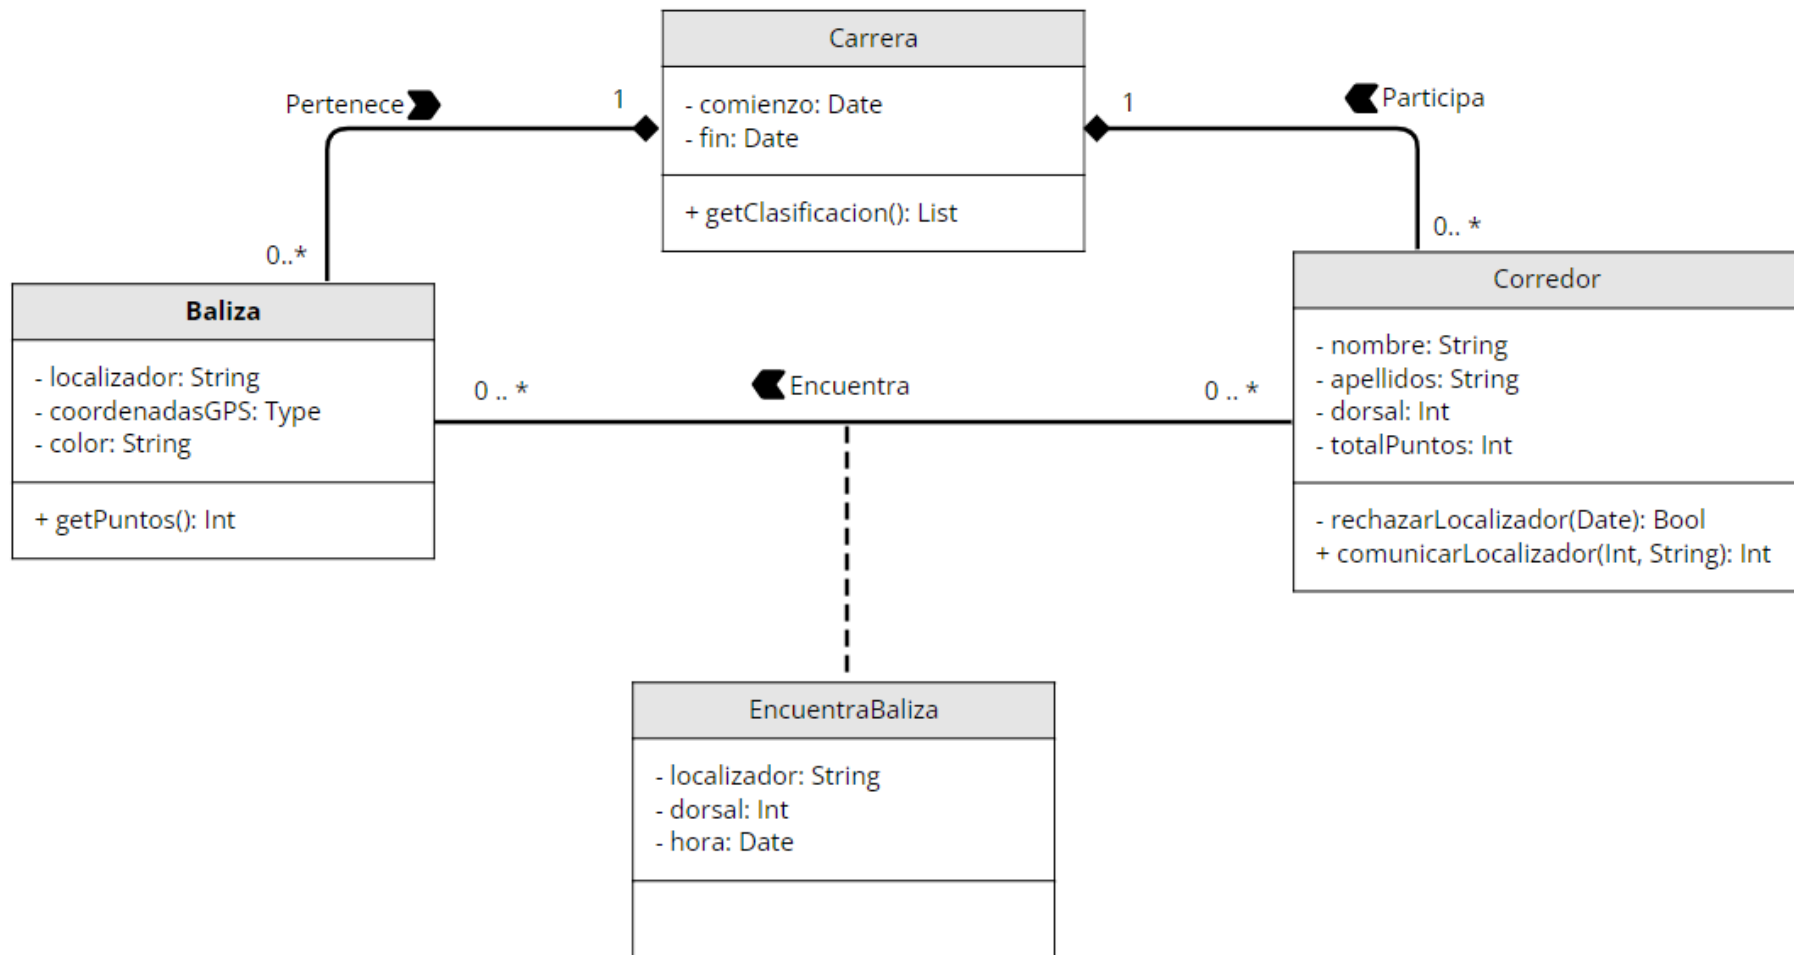 Carrera
- comienzo: Date
- fin: Date
+ getClasificacion(): List
Pertenece
1
0..*
1
Participa
0.. *
Baliza
- localizador: String
- coordenadasGPS: Type
- color: String
+ getPuntos(): Int
0 .. *
Encuentra
0 .. *
Corredor
- nombre: String
- apellidos: String
- dorsal: Int
- totalPuntos: Int
- rechazarLocalizador(Date): Bool
+ comunicarLocalizador(Int, String): Int
EncuentraBaliza
- localizador: String
- dorsal: Int
- hora: Date